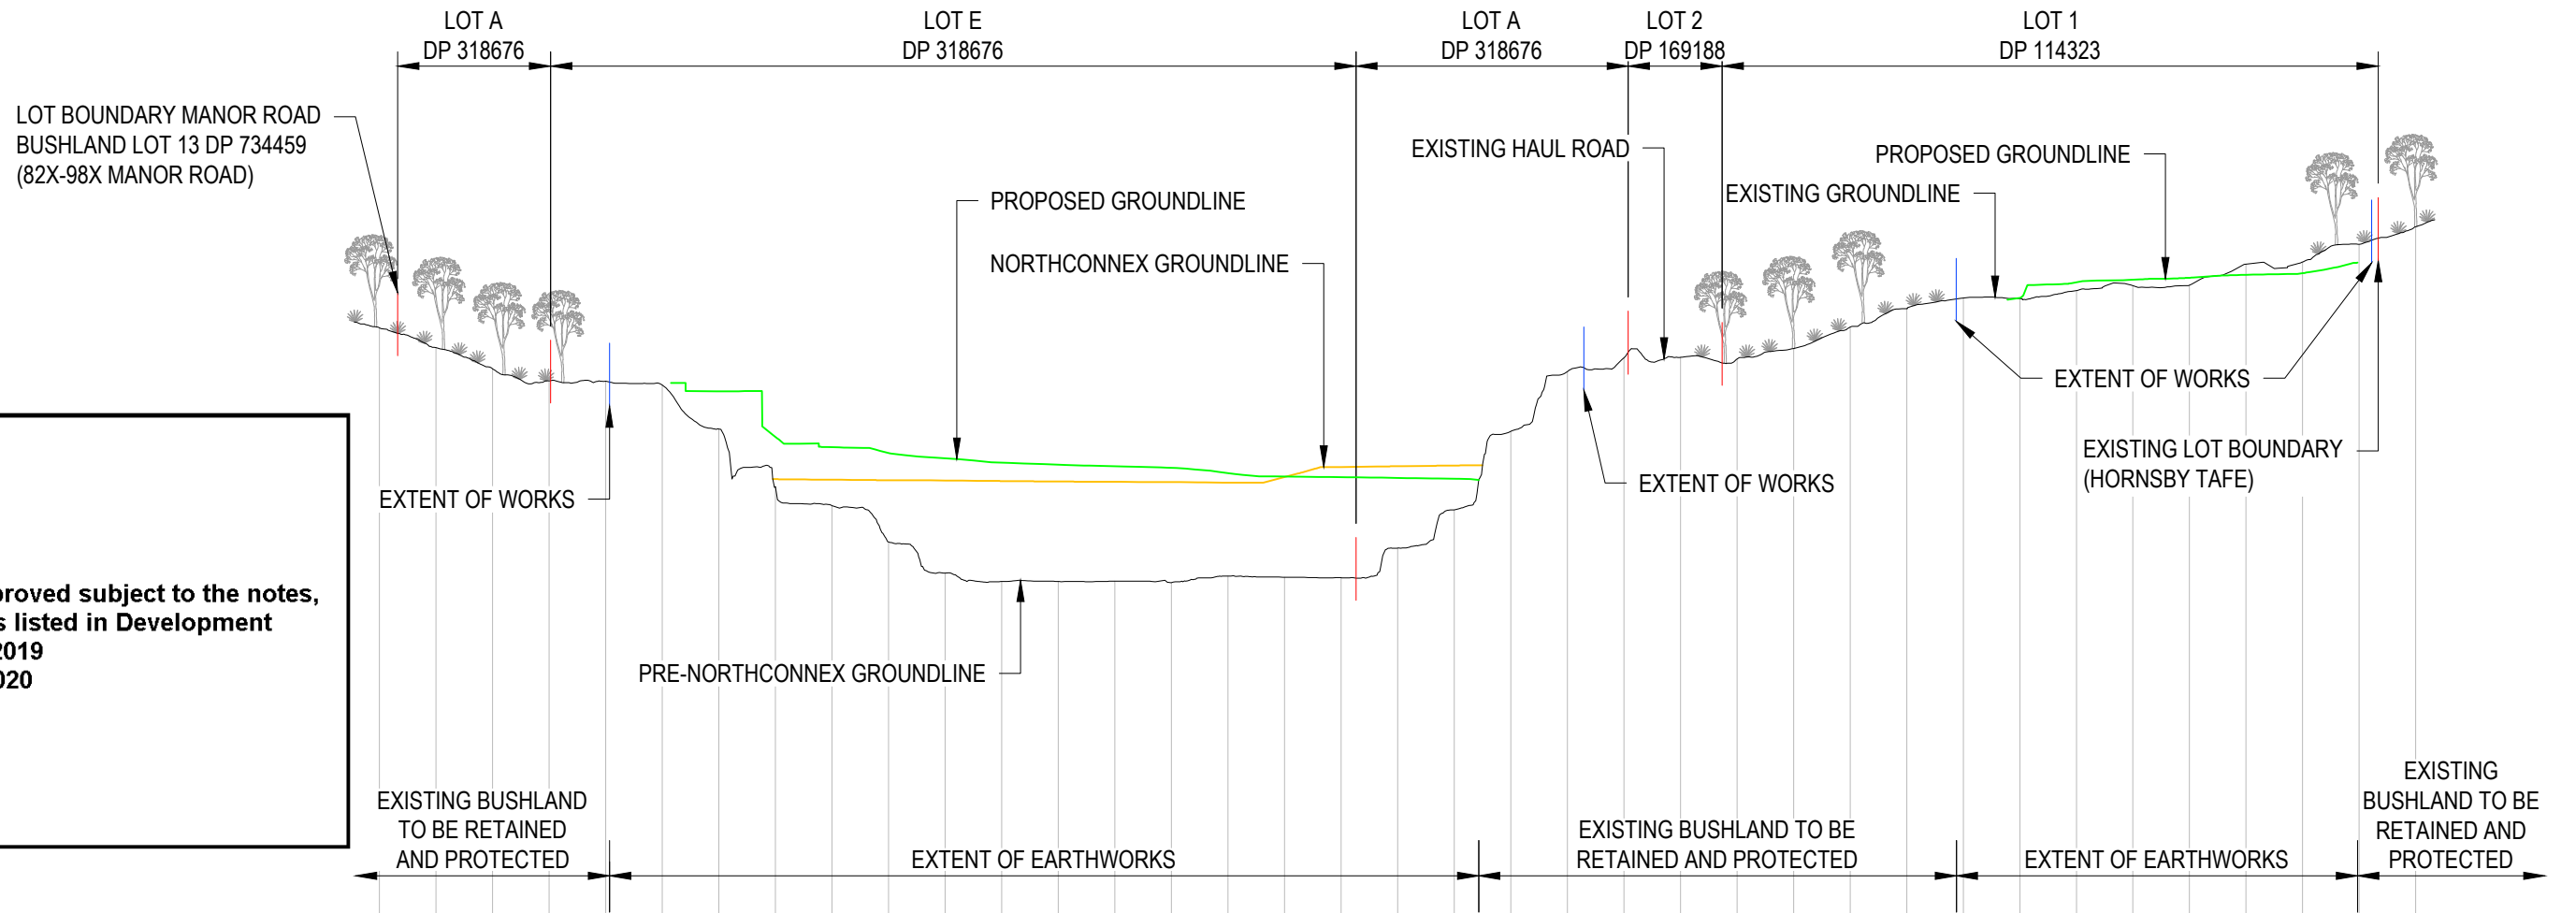 LOT A
DP 318676
LOT E
DP 318676
LOT A
DP 318676
LOT 2
DP 169188
LOT 1
DP 114323
LOT BOUNDARY MANOR ROAD
BUSHLAND LOT 13 DP 734459
(82X-98X MANOR ROAD)
PROPOSED GROUNDLINE
NORTHCONNEX GROUNDLINE
EXISTING HAUL ROAD
PROPOSED GROUNDLINE
EXISTING GROUNDLINE
EXTENT OF WORKS
EXISTING LOT BOUNDARY
(HORNSBY TAFE)
EXTENT OF WORKS
EXTENT OF WORKS
proved subject to the notes,
s listed in Development
2019
020
PRE-NORTHCONNEX GROUNDLINE
EXISTING BUSHLAND
TO BE RETAINED
AND PROTECTED
EXTENT OF EARTHWORKS
EXISTING BUSHLAND TO BE
RETAINED AND PROTECTED
EXTENT OF EARTHWORKS
EXISTING
BUSHLAND TO BE
RETAINED AND
PROTECTED